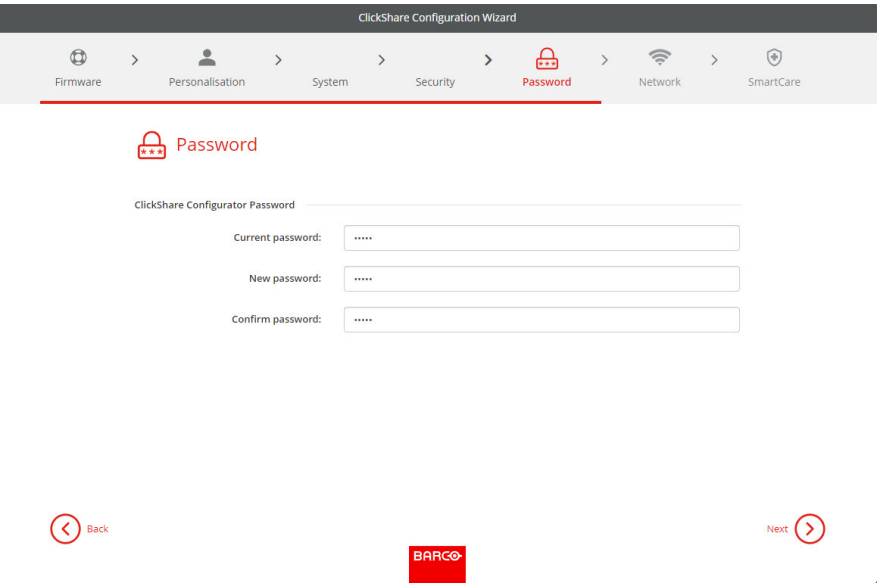 ClickShare Configuration Wizard
Firmware Personalisation System Security Password Network SmartCare
Password
ClickShare Configurator Password
Current password: •••••
New password: •••••
Confirm password: •••••
Back Next
BARCO